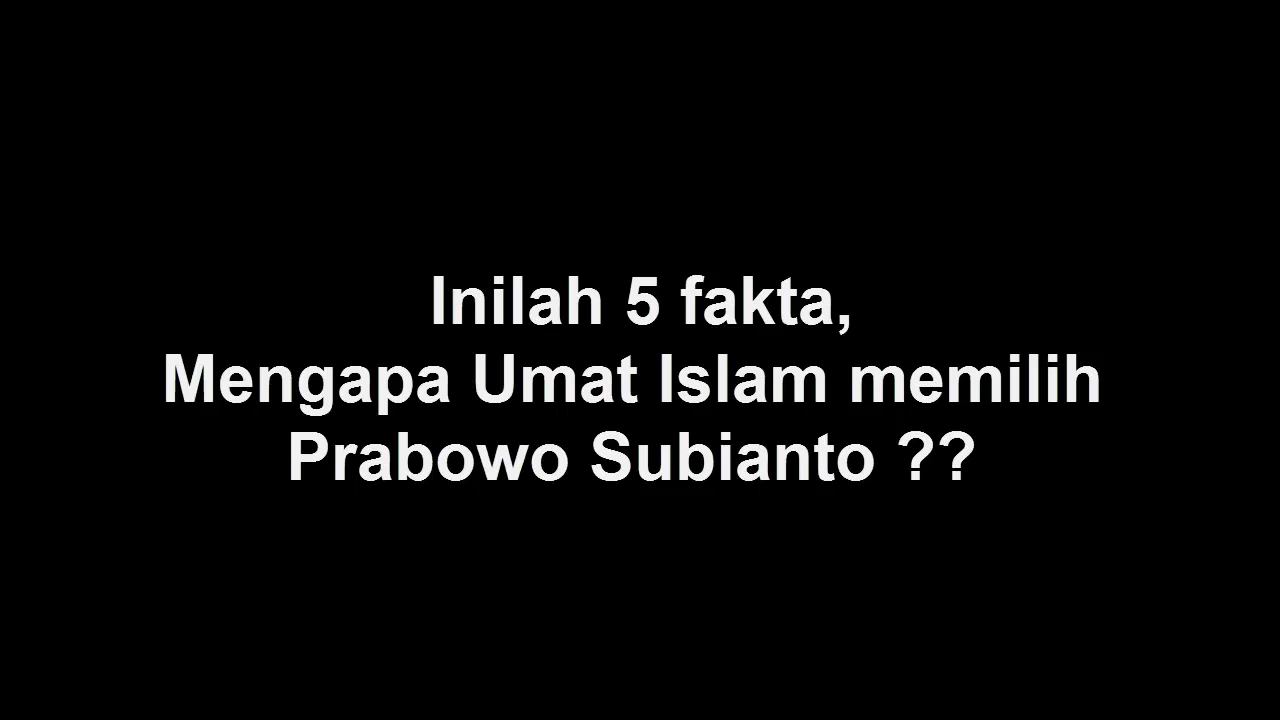 Inilah 5 fakta,
Mengapa Umat Islam memilih
Prabowo Subianto ??